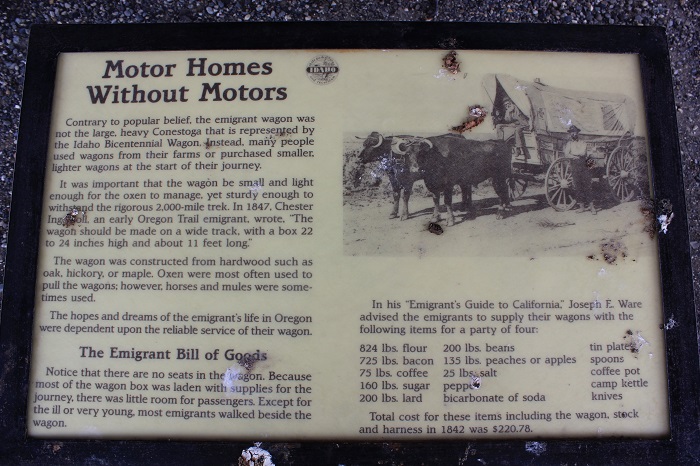 Motor Homes
Without Motors
IDAHO
Contrary to popular belief, the emigrant wagon was
not the large, heavy Conestoga that is represented by
the Idaho Bicentennial Wagon. Instead, many people
used wagons from their farms or purchased smaller,
lighter wagons at the start of their journey.
It was important that the wagon be small and light
enough for the oxen to manage, yet sturdy enough to
withstand the rigorous 2,000-mile trek. In 1847, Chester
an early Oregon Trail emigrant, wrote, "The
wagon should be made on a wide track, with a box 22
to 24 inches high and about 11 feet long."
The wagon was constructed from hardwood such as
oak, hickory, or maple. Oxen were most often used to
pull the wagons; however, horses and mules were some-
times used.
The hopes and dreams of the emigrant's life in Oregon
were dependent upon the reliable service of their wagon.
The Emigrant Bill of Goods
Notice that there are no seats in the wagon. Because
most of the wagon box was laden with supplies for the
journey, there was little room for passengers. Except for
the ill or very young, most emigrants walked beside the
wagon.
In his "Emigrant's Guide to California," Joseph E. Ware
advised the emigrants to supply their wagons with the
following items for a party of four:
824 lbs. flour 200 lbs. beans tin plates
725 lbs. bacon 135 lbs. peaches or apples spoons
75 lbs. coffee 25 lbs. salt coffee pot
160 lbs. sugar pepper camp kettle
200 lbs. lard bicarbonate of soda knives
Total cost for these items including the wagon, stock
and harness in 1842 was $220.78.